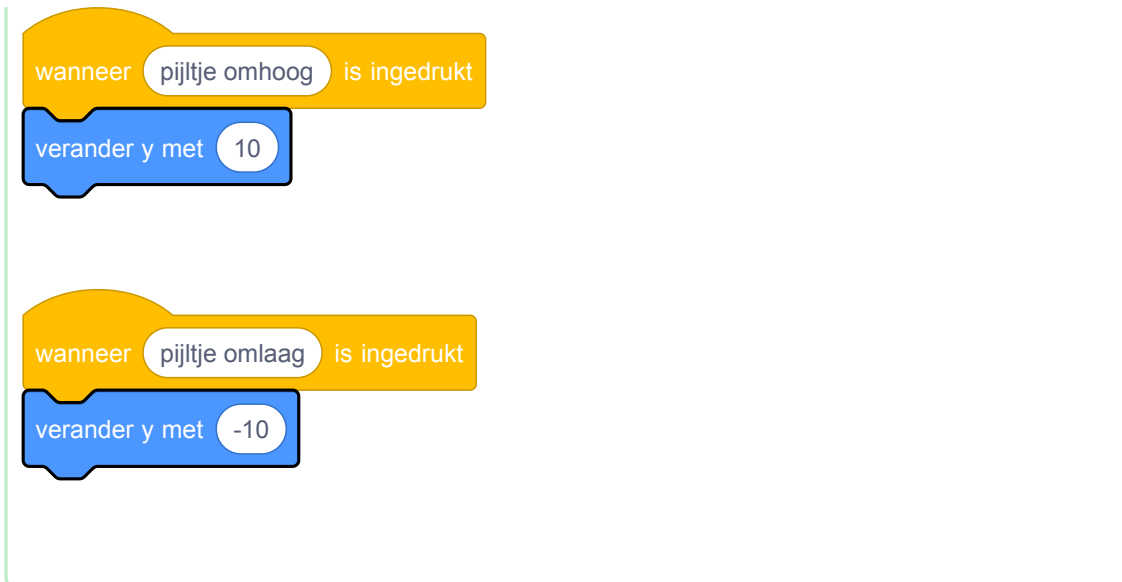 wanneer pijltje omhoog is ingedrukt
verander y met 10
wanneer pijltje omlaag is ingedrukt
verander y met -10